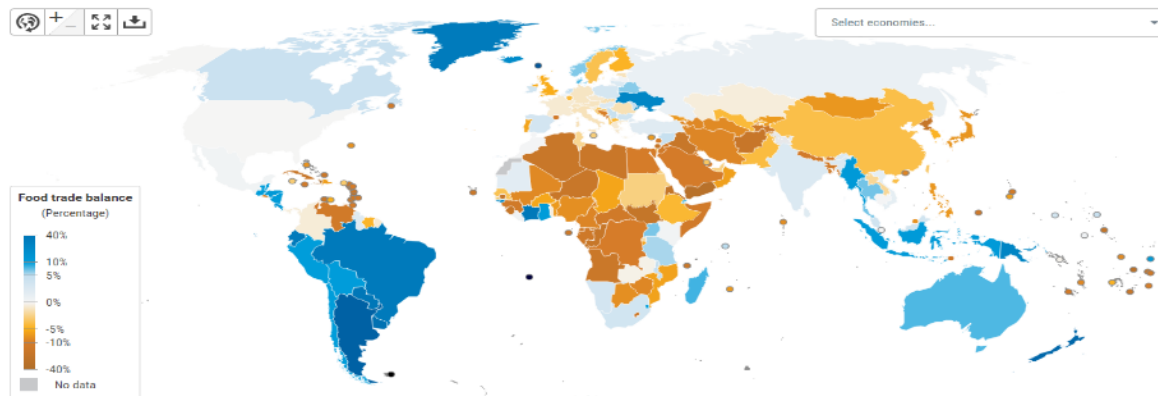 +
−
Select economies...
Food trade balance
(Percentage)
40%
10%
5%
0%
-5%
-10%
-40%
No data